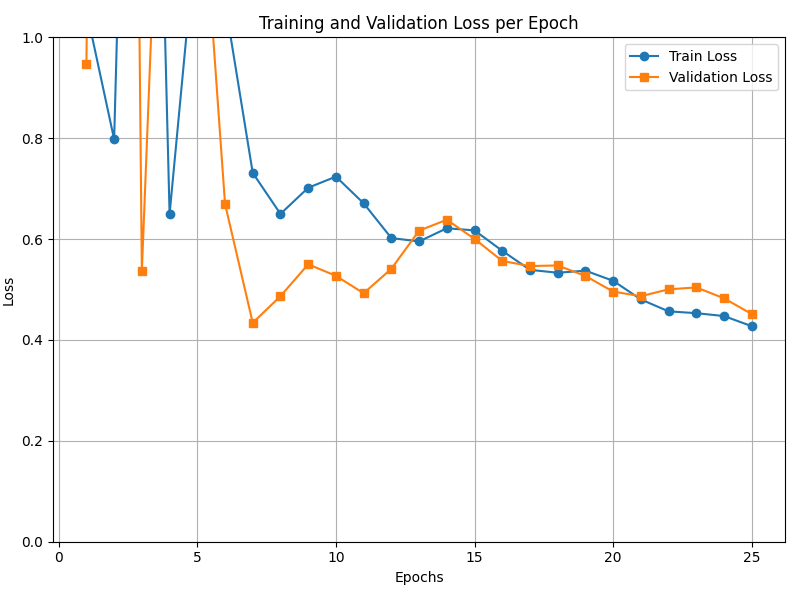 Training and Validation Loss per Epoch
Train Loss
Validation Loss
Loss
1.0
0.8
0.6
0.4
0.2
0.0
0 5 10 15 20 25
Epochs